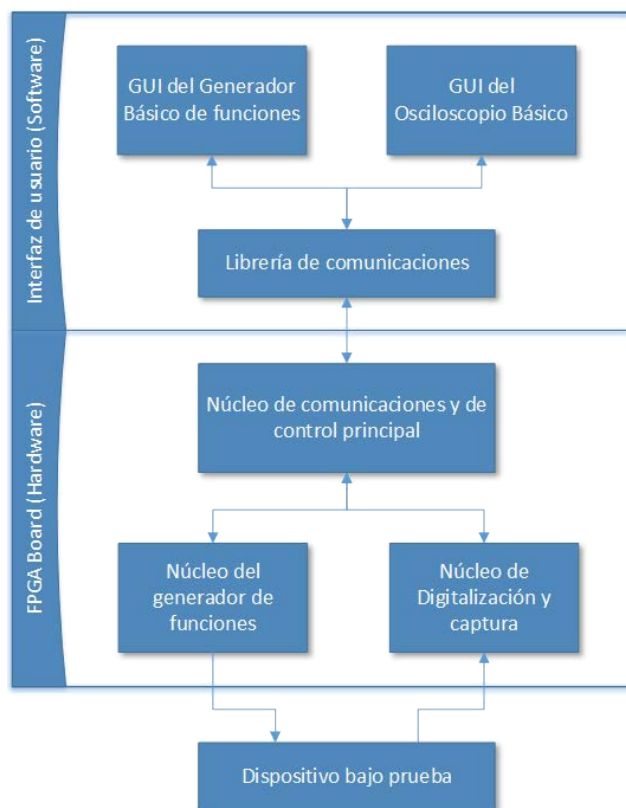 Interfaz de usuario (Software)
GUI del Generador
Básico de funciones
GUI del
Osciloscopio Básico
Librería de comunicaciones
FPGA Board (Hardware)
Núcleo de comunicaciones y de
control principal
Núcleo del
generador de
funciones
Núcleo de
Digitalización y
captura
Dispositivo bajo prueba